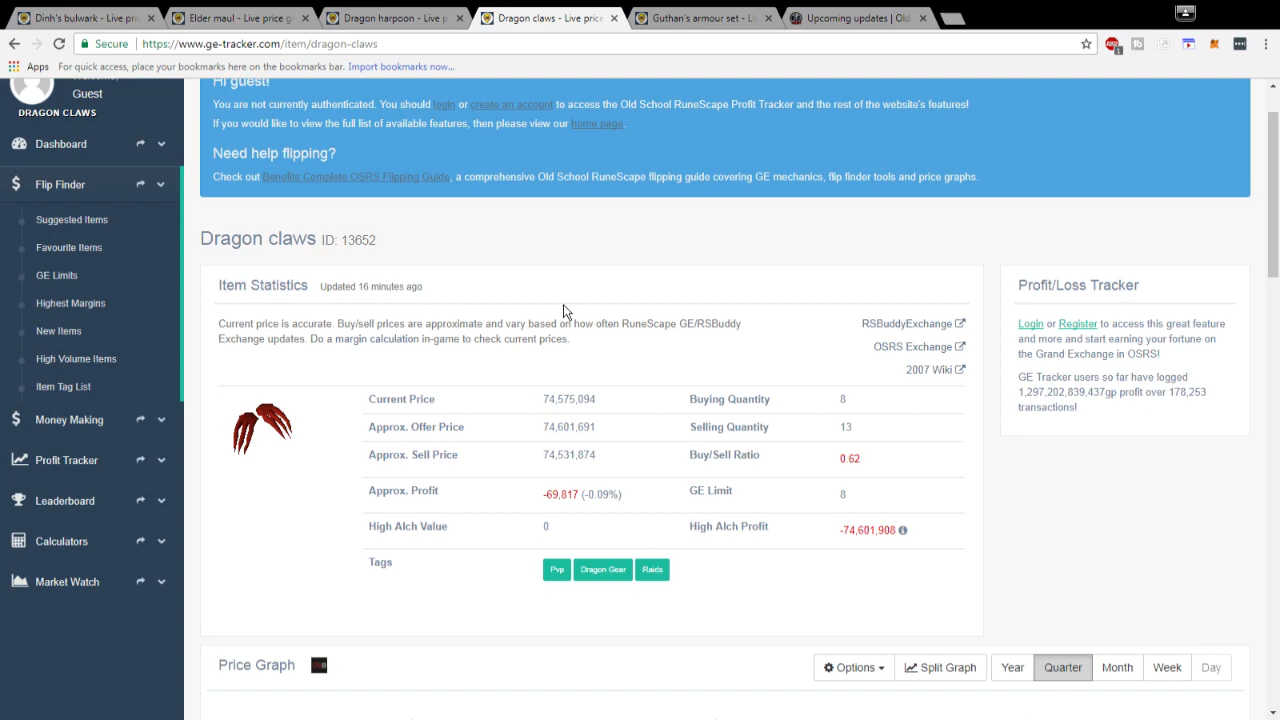 Dinh's bulwark - Live pri
Elder maul - Live price g
Dragon harpoon - Live p
Dragon claws - Live price
Guthan's armour set - Li
Upcoming updates | Old
Secure https://www.ge-tracker.com/item/dragon-claws
Apps For quick access, place your bookmarks here on the bookmarks bar. Import bookmarks now...
Guest
DRAGON CLAWS
Dashboard
Flip Finder
Suggested Items
Favourite Items
GE Limits
Highest Margins
New Items
High Volume Items
Item Tag List
Money Making
Profit Tracker
Leaderboard
Calculators
Market Watch
Hi guest!
You are not currently authenticated. You should login or create an account to access the Old School RuneScape Profit Tracker and the rest of the website's features!
If you would like to view the full list of available features, then please view our home page.
Need help flipping?
Check out Benefits Complete OSRS Flipping Guide, a comprehensive Old School RuneScape flipping guide covering GE mechanics, flip finder tools and price graphs.
Dragon claws ID: 13652
Item Statistics Updated 16 minutes ago
Current price is accurate. Buy/sell prices are approximate and vary based on how often RuneScape GE/RSBuddy
Exchange updates. Do a margin calculation in-game to check current prices.
RSBuddyExchange
OSRS Exchange
2007 Wiki
Current Price 74,575,094 Buying Quantity 8
Approx. Offer Price 74,601,691 Selling Quantity 13
Approx. Sell Price 74,531,874 Buy/Sell Ratio 0.62
Approx. Profit -69,817 (-0.09%) GE Limit 8
High Alch Value 0 High Alch Profit -74,601,908
Tags Pvp Dragon Gear Raids
Profit/Loss Tracker
Login or Register to access this great feature
and more and start earning your fortune on
the Grand Exchange in OSRS!
GE Tracker users so far have logged
1,297,202,839,437gp profit over 178,253
transactions!
Price Graph
Options Split Graph Year Quarter Month Week Day